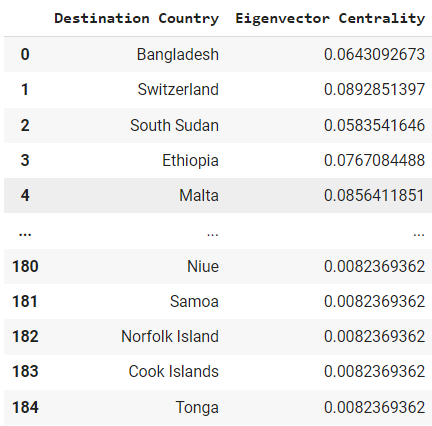 Destination Country Eigenvector Centrality
0 Bangladesh 0.0643092673
1 Switzerland 0.0892851397
2 South Sudan 0.0583541646
3 Ethiopia 0.0767084488
4 Malta 0.0856411851
... ... ...
180 Niue 0.0082369362
181 Samoa 0.0082369362
182 Norfolk Island 0.0082369362
183 Cook Islands 0.0082369362
184 Tonga 0.0082369362